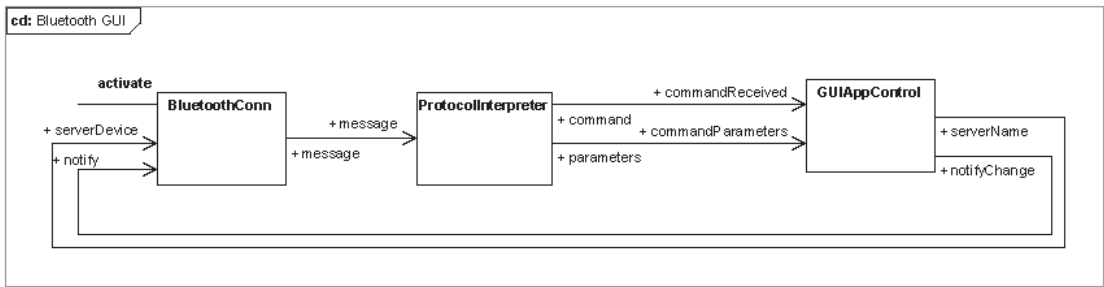 cd: Bluetooth GUI
activate
BluetoothConn
ProtocolInterpreter
GUIAppControl
+ commandReceived
+ serverDevice
+ message
+ command
+ commandParameters
+ serverName
+ notify
+ message
+ parameters
+ notifyChange